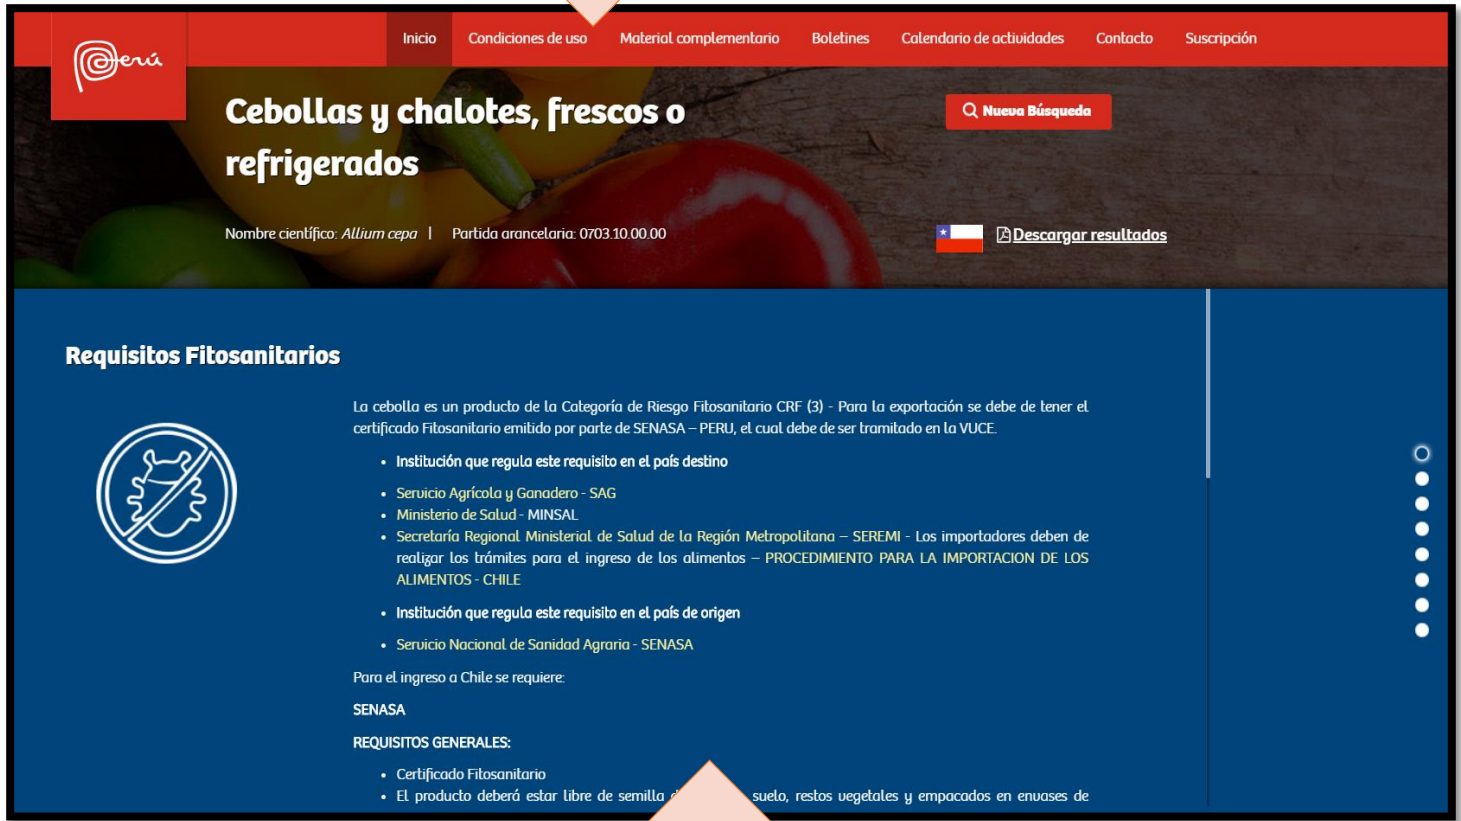 Perú
Inicio Condiciones de uso Material complementario Boletines Calendario de actividades Contacto Suscripción
Cebollas y chalotes, frescos o
refrigerados
Nueva Búsqueda
Nombre científico: Allium cepa | Partida arancelaria: 0703.10.00.00
Descargar resultados
Requisitos Fitosanitarios
La cebolla es un producto de la Categoría de Riesgo Fitosanitario CRF (3) - Para la exportación se debe de tener el
certificado Fitosanitario emitido por parte de SENASA – PERU, el cual debe de ser tramitado en la VUCE.
• Institución que regula este requisito en el país destino
• Servicio Agrícola y Ganadero - SAG
• Ministerio de Salud - MINSAL
• Secretaría Regional Ministerial de Salud de la Región Metropolitana – SEREMI - Los importadores deben de
realizar los trámites para el ingreso de los alimentos – PROCEDIMIENTO PARA LA IMPORTACION DE LOS
ALIMENTOS - CHILE
• Institución que regula este requisito en el país de origen
• Servicio Nacional de Sanidad Agraria - SENASA
Para el ingreso a Chile se requiere:
SENASA
REQUISITOS GENERALES:
• Certificado Fitosanitario
• El producto deberá estar libre de semilla suelo, restos vegetales y empacados en envases de